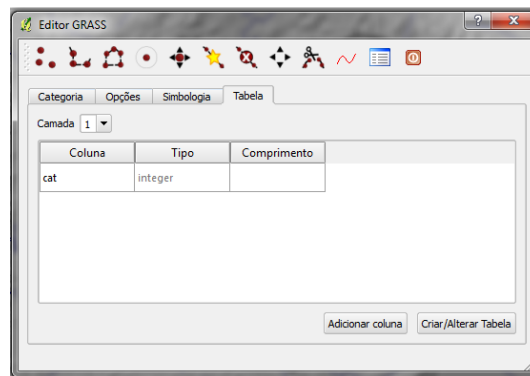 Editor GRASS
Categoria Opções Simbologia Tabela
Camada 1
Coluna Tipo Comprimento
cat integer
Adicionar coluna Criar/Alterar Tabela